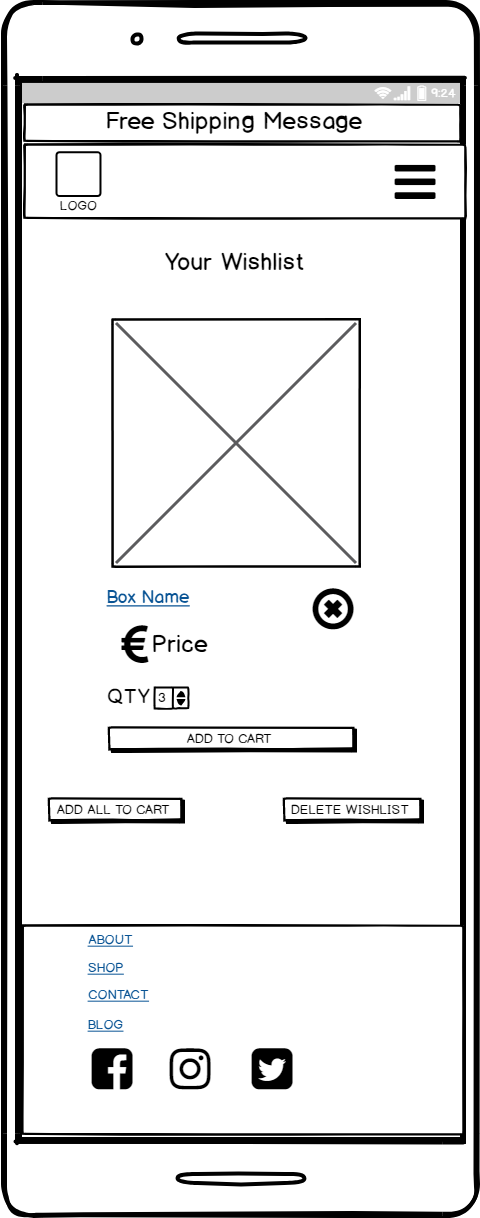 9:24
Free Shipping Message
LOGO
Your Wishlist
Box Name
€ Price
QTY 3
ADD TO CART
ADD ALL TO CART DELETE WISHLIST
ABOUT
SHOP
CONTACT
BLOG